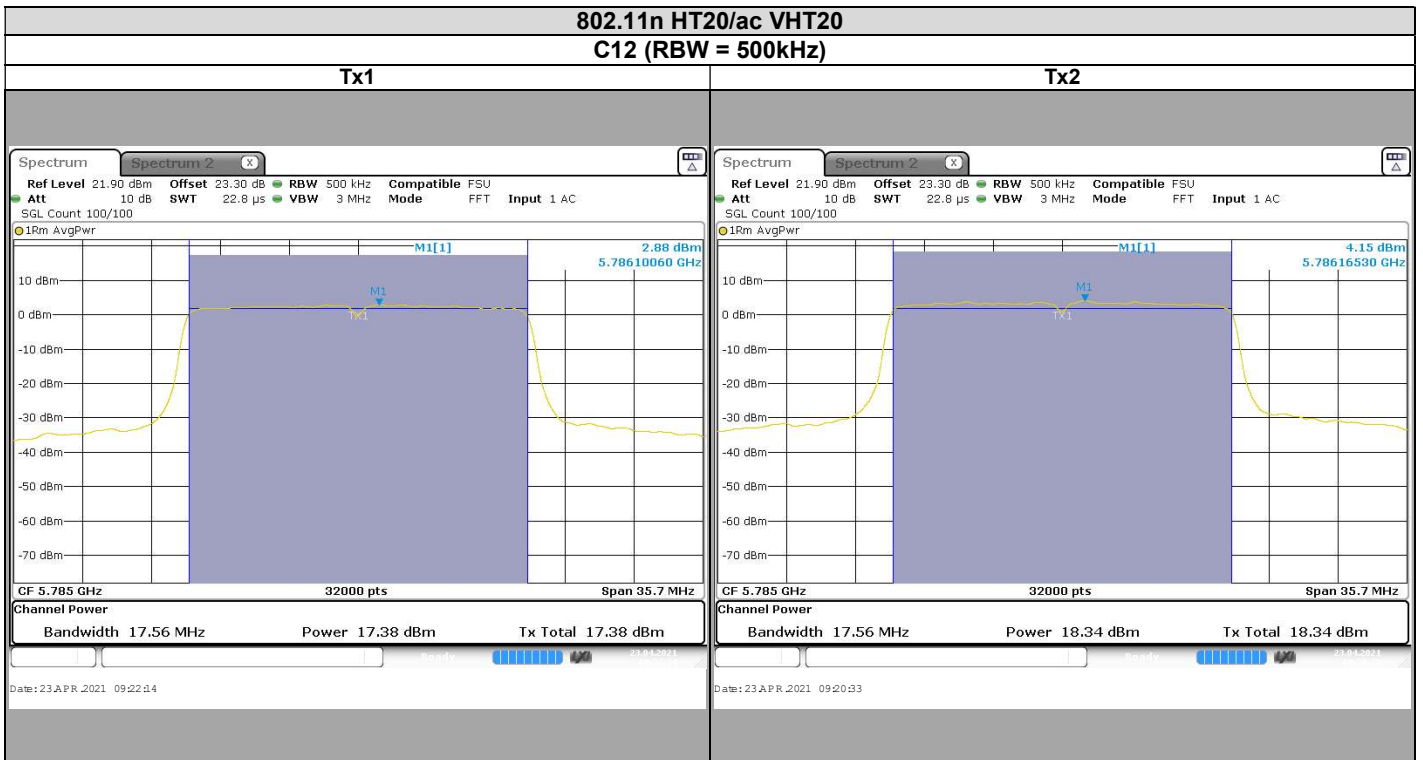 802.11n HT20/ac VHT20
C12 (RBW = 500kHz)
Tx1
Spectrum Spectrum 2 X
Ref Level 21.90 dBm Offset 23.30 dB RBW 500 kHz Compatible FSU
Att 10 dB SWT 22.8 µs VBW 3 MHz Mode FFT Input 1 AC
SGL Count 100/100
1Rm AvgPwr
M1[1] 2.88 dBm
5.78610060 GHz
10 dBm
M1
0 dBm
Tx1
-10 dBm
-20 dBm
-30 dBm
-40 dBm
-50 dBm
-60 dBm
-70 dBm
CF 5.785 GHz 32000 pts Span 35.7 MHz
Channel Power
Bandwidth 17.56 MHz Power 17.38 dBm Tx Total 17.38 dBm
Ready 23.04.2021
Date: 23.APR.2021 09:22:14
Tx2
Spectrum Spectrum 2 X
Ref Level 21.90 dBm Offset 23.30 dB RBW 500 kHz Compatible FSU
Att 10 dB SWT 22.8 µs VBW 3 MHz Mode FFT Input 1 AC
SGL Count 100/100
1Rm AvgPwr
M1[1] 4.15 dBm
5.78616530 GHz
10 dBm
M1
0 dBm
Tx1
-10 dBm
-20 dBm
-30 dBm
-40 dBm
-50 dBm
-60 dBm
-70 dBm
CF 5.785 GHz 32000 pts Span 35.7 MHz
Channel Power
Bandwidth 17.56 MHz Power 18.34 dBm Tx Total 18.34 dBm
Ready 23.04.2021
Date: 23.APR.2021 09:20:33